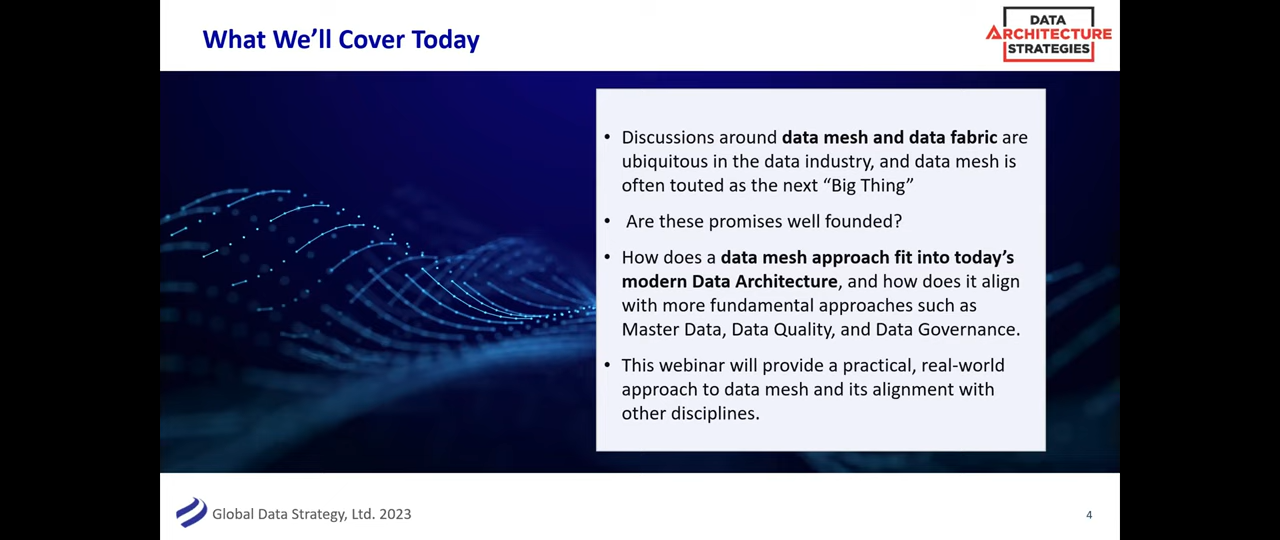 What We'll Cover Today
DATA
ARCHITECTURE
STRATEGIES
• Discussions around data mesh and data fabric are
ubiquitous in the data industry, and data mesh is
often touted as the next “Big Thing”
• Are these promises well founded?
• How does a data mesh approach fit into today’s
modern Data Architecture, and how does it align
with more fundamental approaches such as
Master Data, Data Quality, and Data Governance.
• This webinar will provide a practical, real-world
approach to data mesh and its alignment with
other disciplines.
Global Data Strategy, Ltd. 2023
4